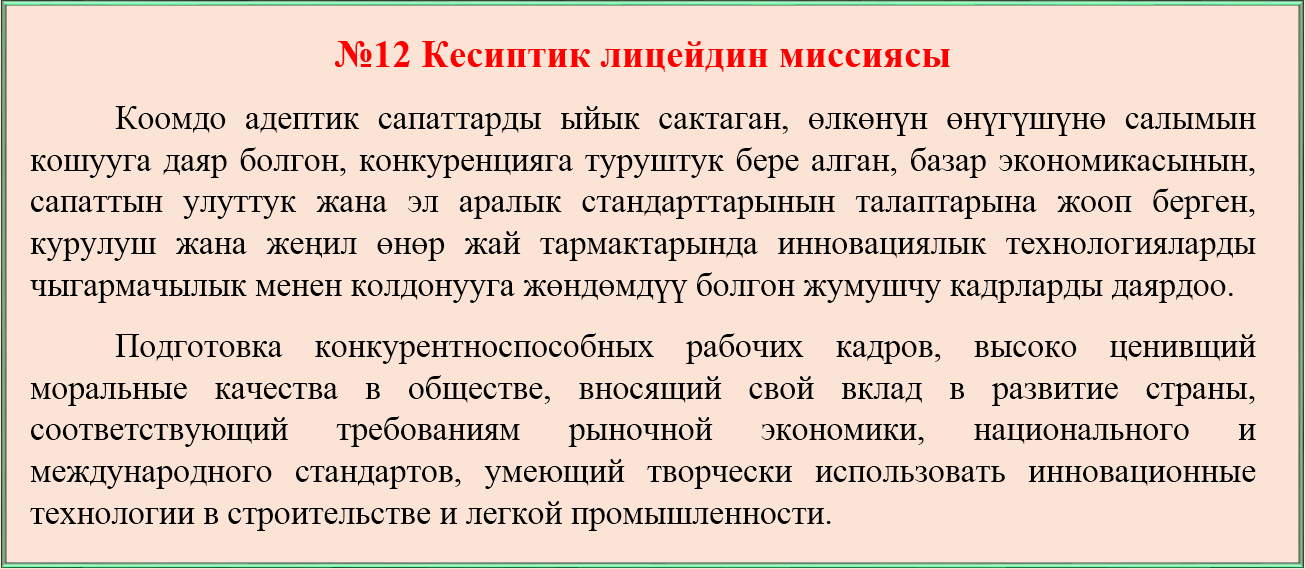 №12 Кесиптик лицейдин миссиясы
Коомдо адептик сапаттарды ыйык сактаган, өлкөнүн өнүгүшүнө салымын
кошууга даяр болгон, конкуренцияга туруштук бере алган, базар экономикасынын,
сапаттын улуттук жана эл аралык стандарттарынын талаптарына жооп берген,
курулуш жана жеңил өнөр жай тармактарында инновациялык технологияларды
чыгармачылык менен колдонууга жөндөмдүү болгон жумушчу кадрларды даярдоо.
Подготовка конкурентноспособных рабочих кадров, высоко ценивщий
моральные качества в обществе, вносящий свой вклад в развитие страны,
соответствующий требованиям рыночной экономики, национального и
международного стандартов, умеющий творчески использовать инновационные
технологии в строительстве и легкой промышленности.